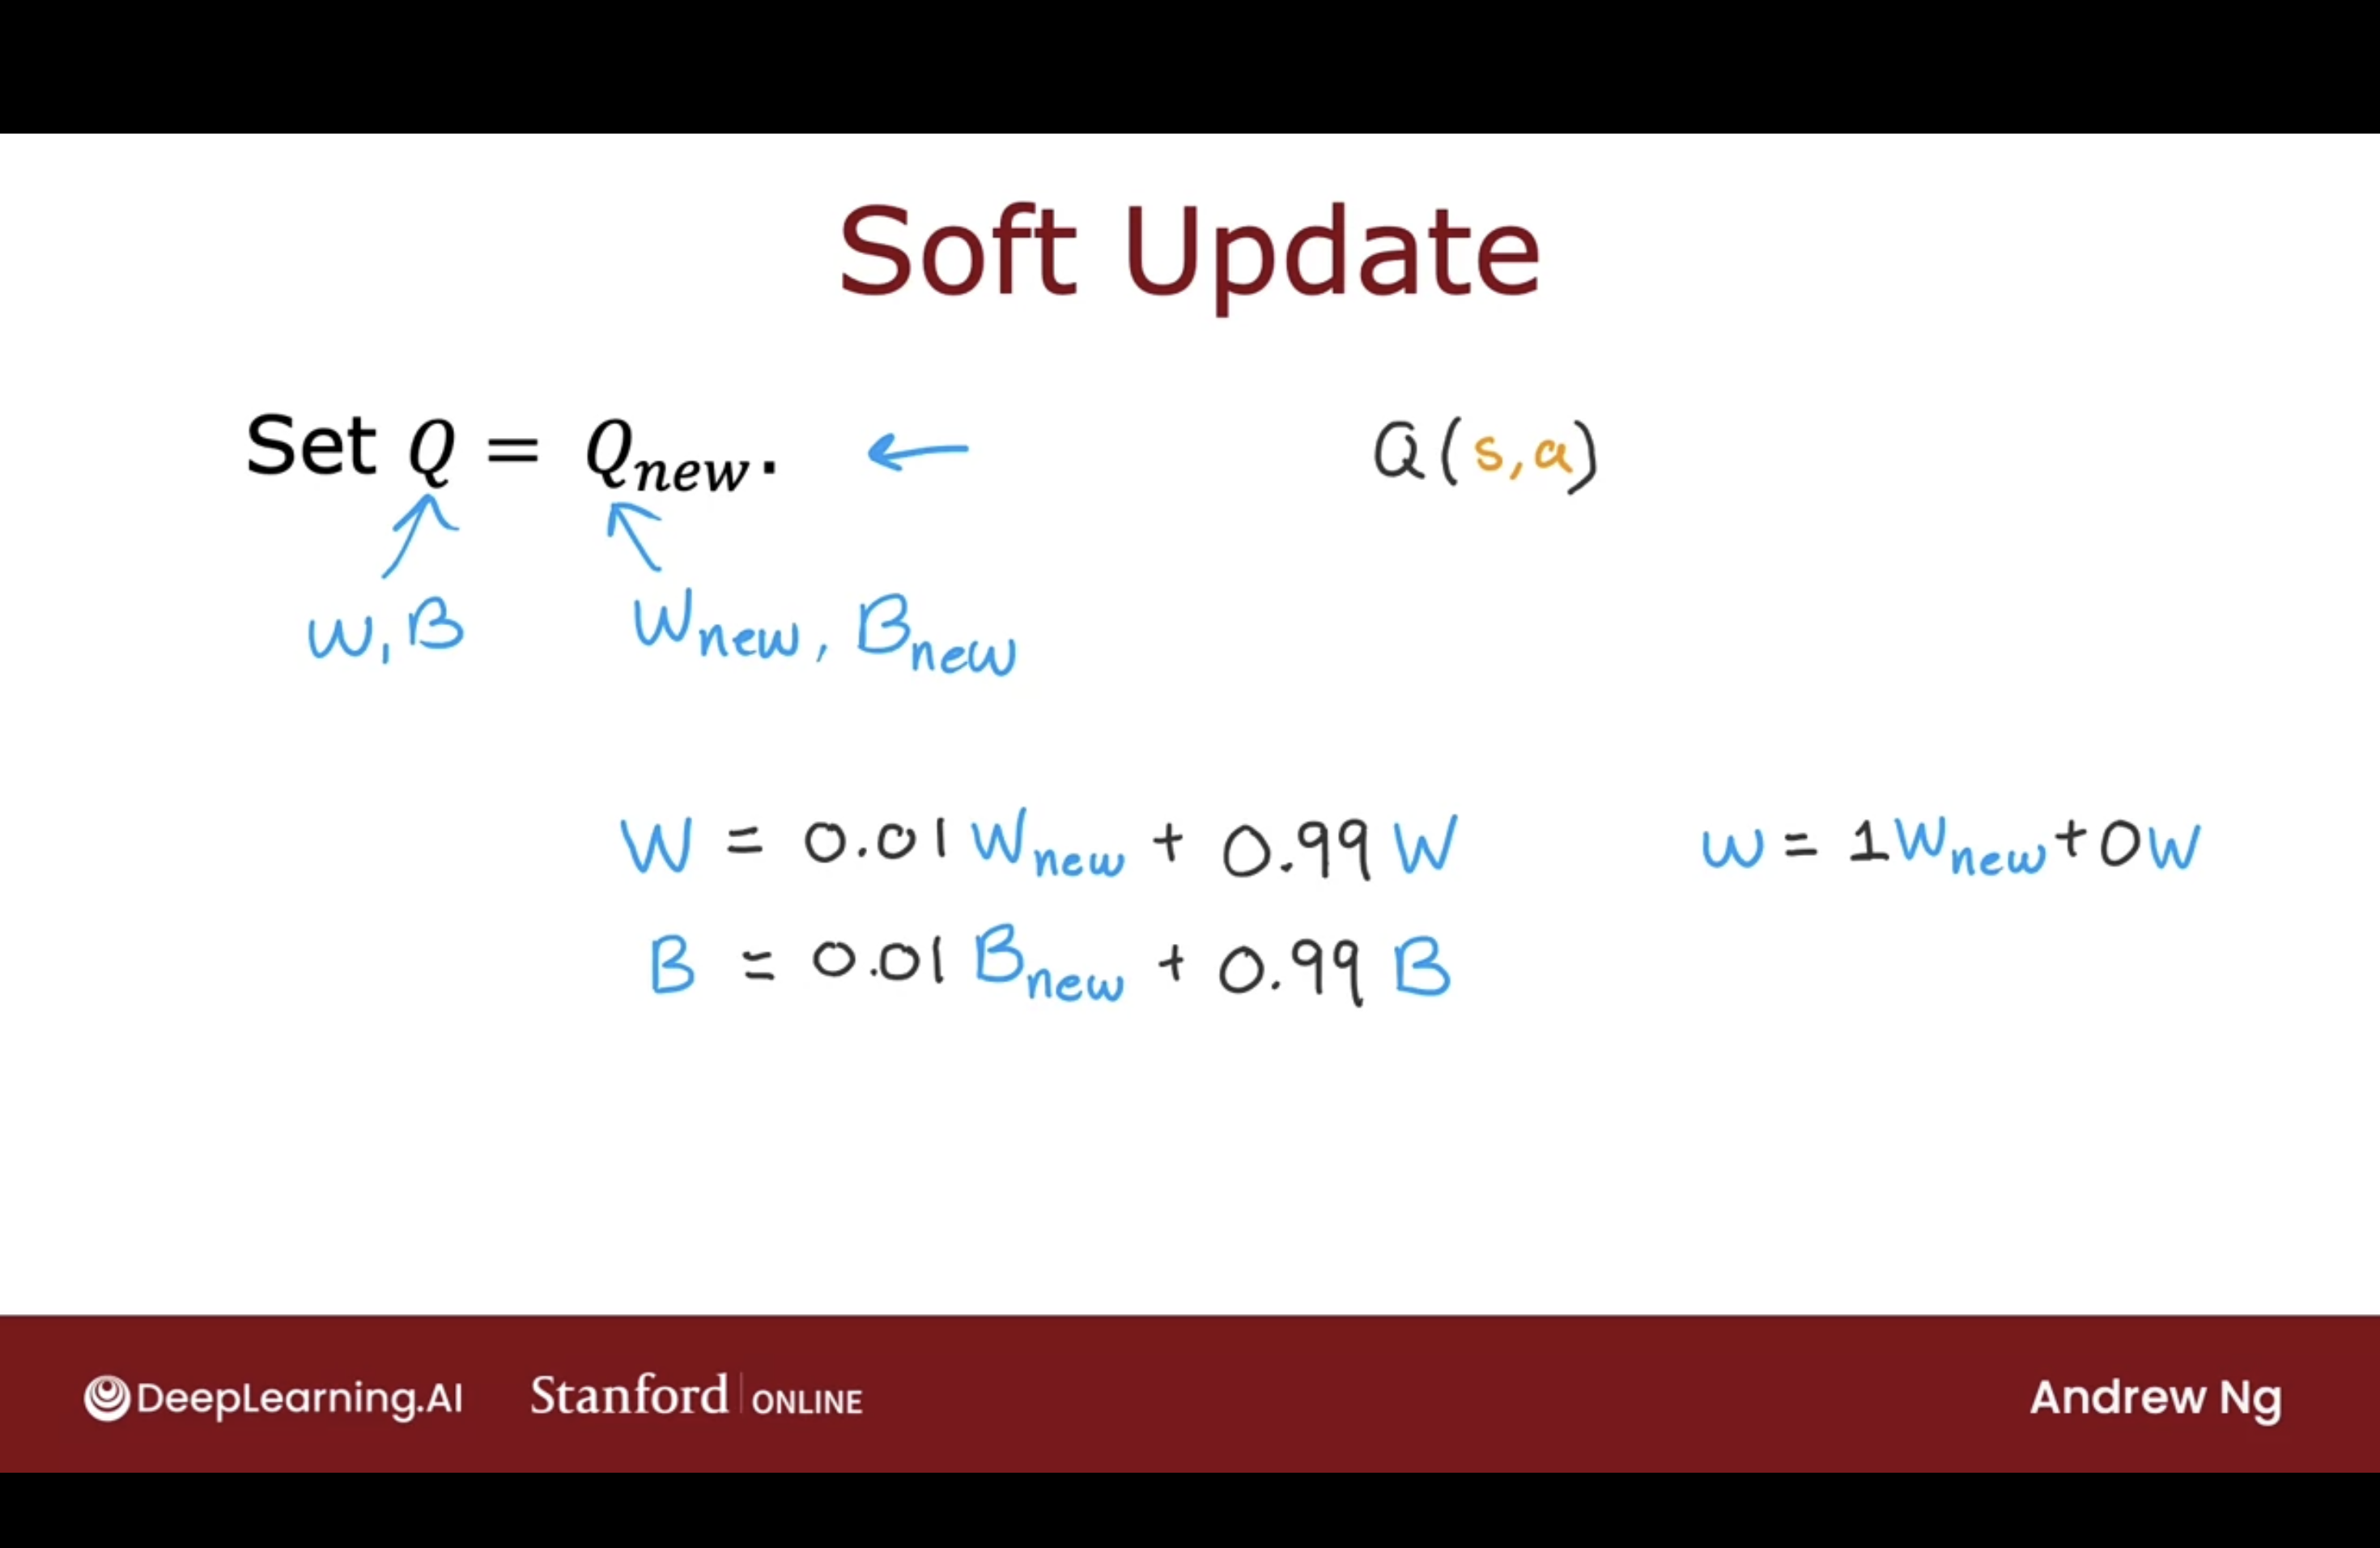 Soft Update
Set Q = Qnew. ← Q(s,a)
W, B Wnew, Bnew
W = 0.01 Wnew + 0.99 W W = 1Wnew + 0W
B = 0.01 Bnew + 0.99 B
DeepLearning.AI Stanford | ONLINE Andrew Ng